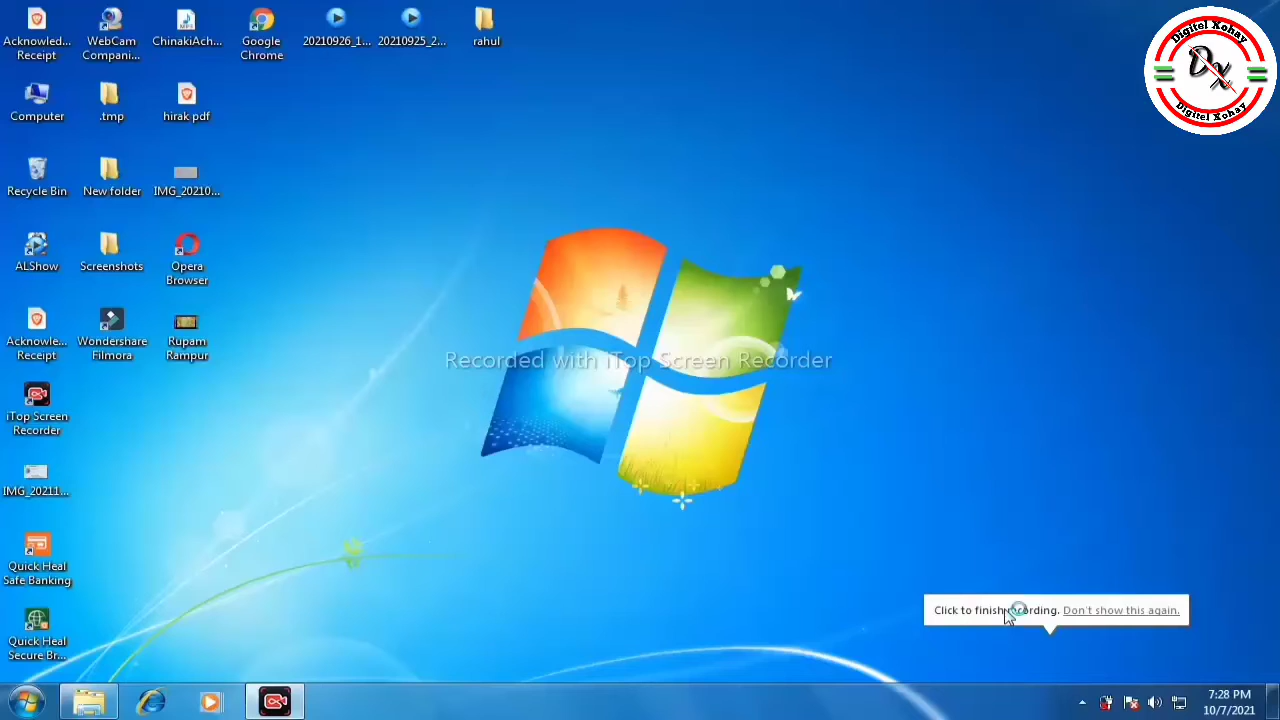 Acknowled...
Receipt
WebCam
Compani...
ChinakiAch...
Google
Chrome
20210926_1...
20210925_2...
rahul
Digitel Xohay
Dx
Digitel Xohay
Computer
.tmp
hirak pdf
Recycle Bin
New folder
IMG_20210...
ALShow
Screenshots
Opera
Browser
Acknowle...
Receipt
Wondershare
Filmora
Rupam
Rampur
Recorded with iTop Screen Recorder
iTop Screen
Recorder
IMG_20211...
Quick Heal
Safe Banking
Click to finish recording. Don't show this again.
Quick Heal
Secure Br...
7:28 PM
10/7/2021